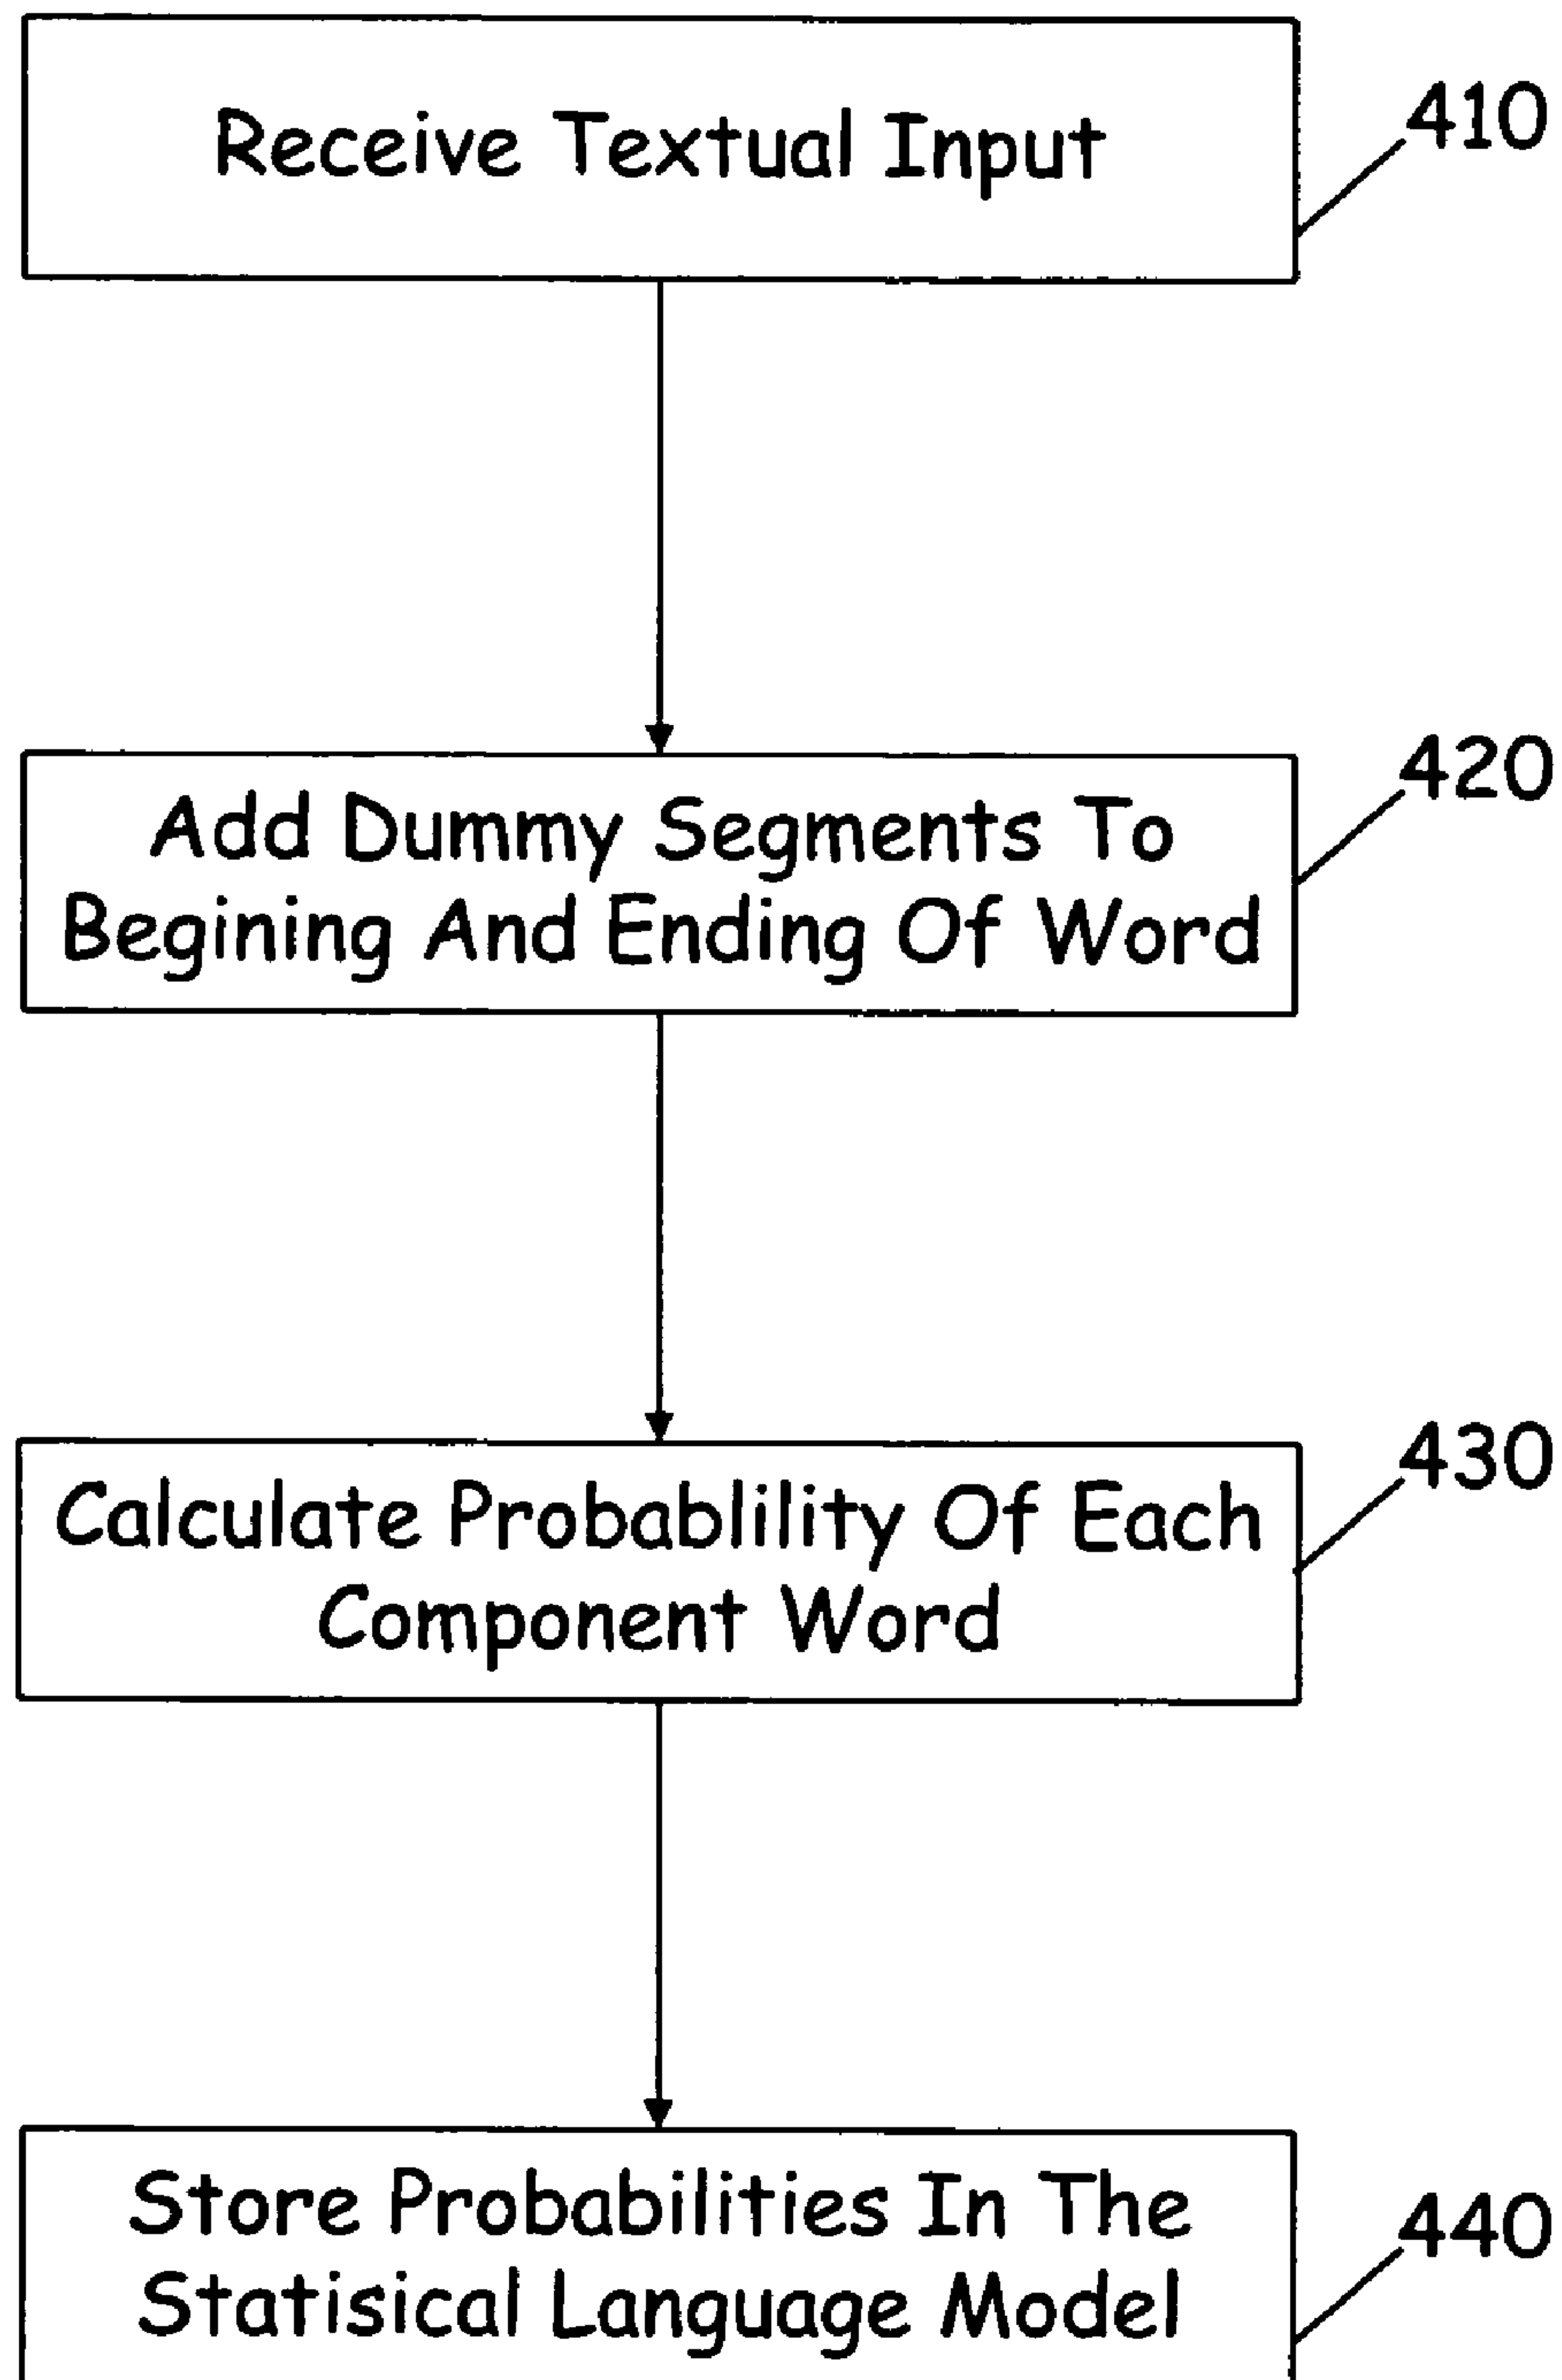 Receive Textual Input
410
Add Dummy Segments To
Begining And Ending Of Word
420
Calculate Probablility Of Each
Component Word
430
Store Probabilities In The
Statisical Language Model
440